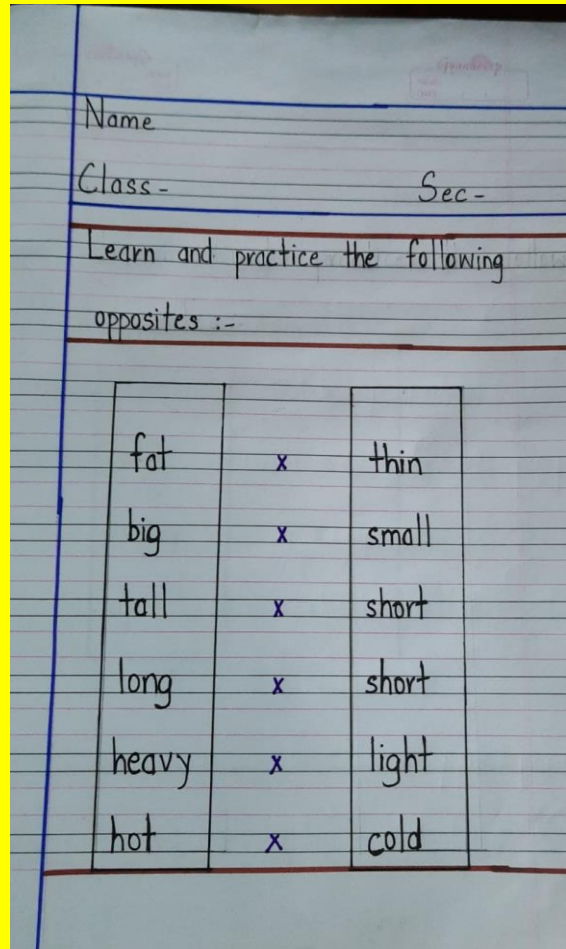 Name
Class - Sec -
Learn and practice the following
opposites :-
fat x thin
big x small
tall x short
long x short
heavy x light
hot x cold